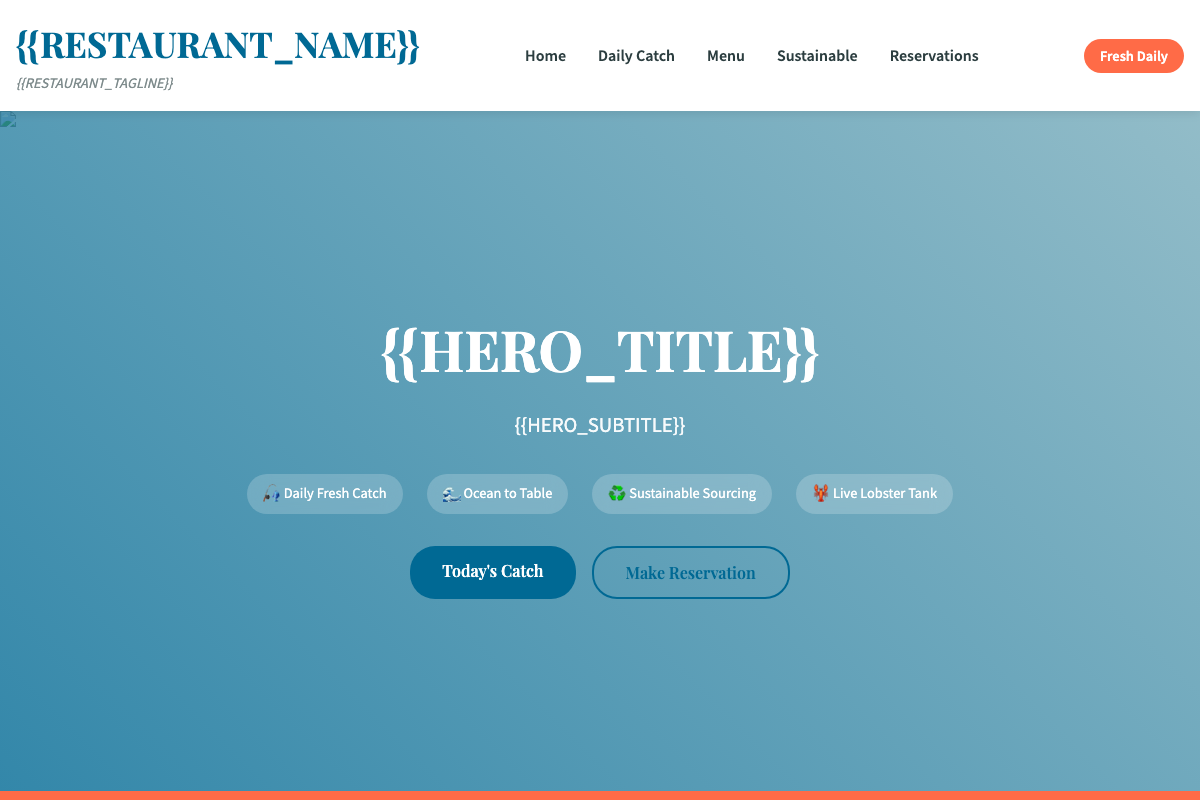 {{RESTAURANT_NAME}}
{{RESTAURANT_TAGLINE}}
Home
Daily Catch
Menu
Sustainable
Reservations
Fresh Daily
{{HERO_TITLE}}
{{HERO_SUBTITLE}}
🎣 Daily Fresh Catch
🌊 Ocean to Table
♻️ Sustainable Sourcing
🦞 Live Lobster Tank
Today's Catch
Make Reservation